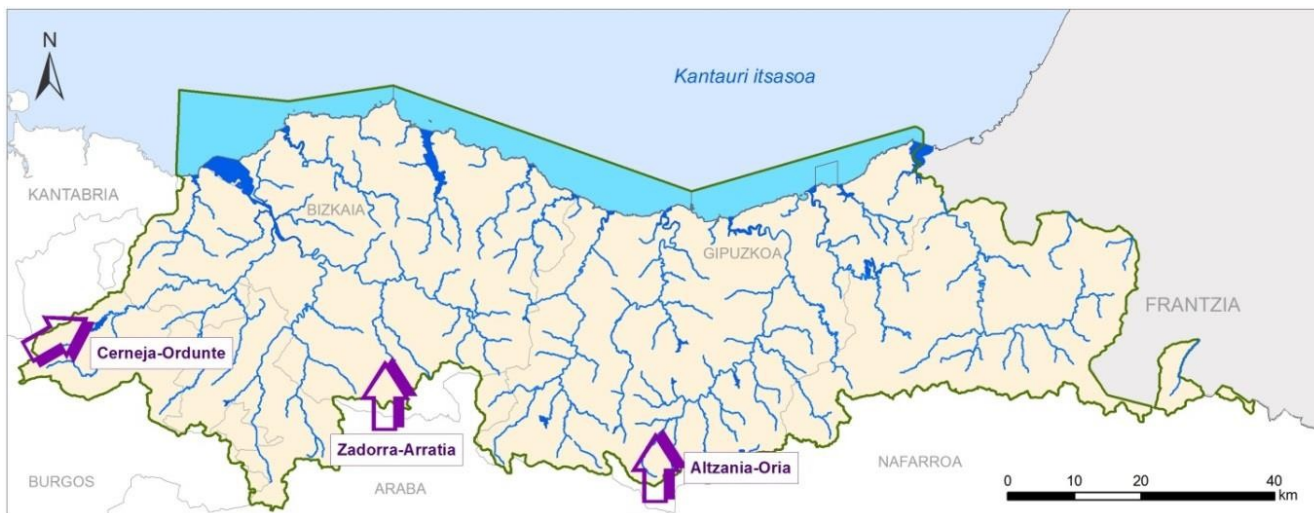 N
Kantauri itsasoa
KANTABRIA
BIZKAIA
GIPUZKOA
FRANTZIA
Cerneja-Ordunte
Zadorra-Arratia
Altzania-Oria
NAFARROA
BURGOS
ARABA
0 10 20 40
km